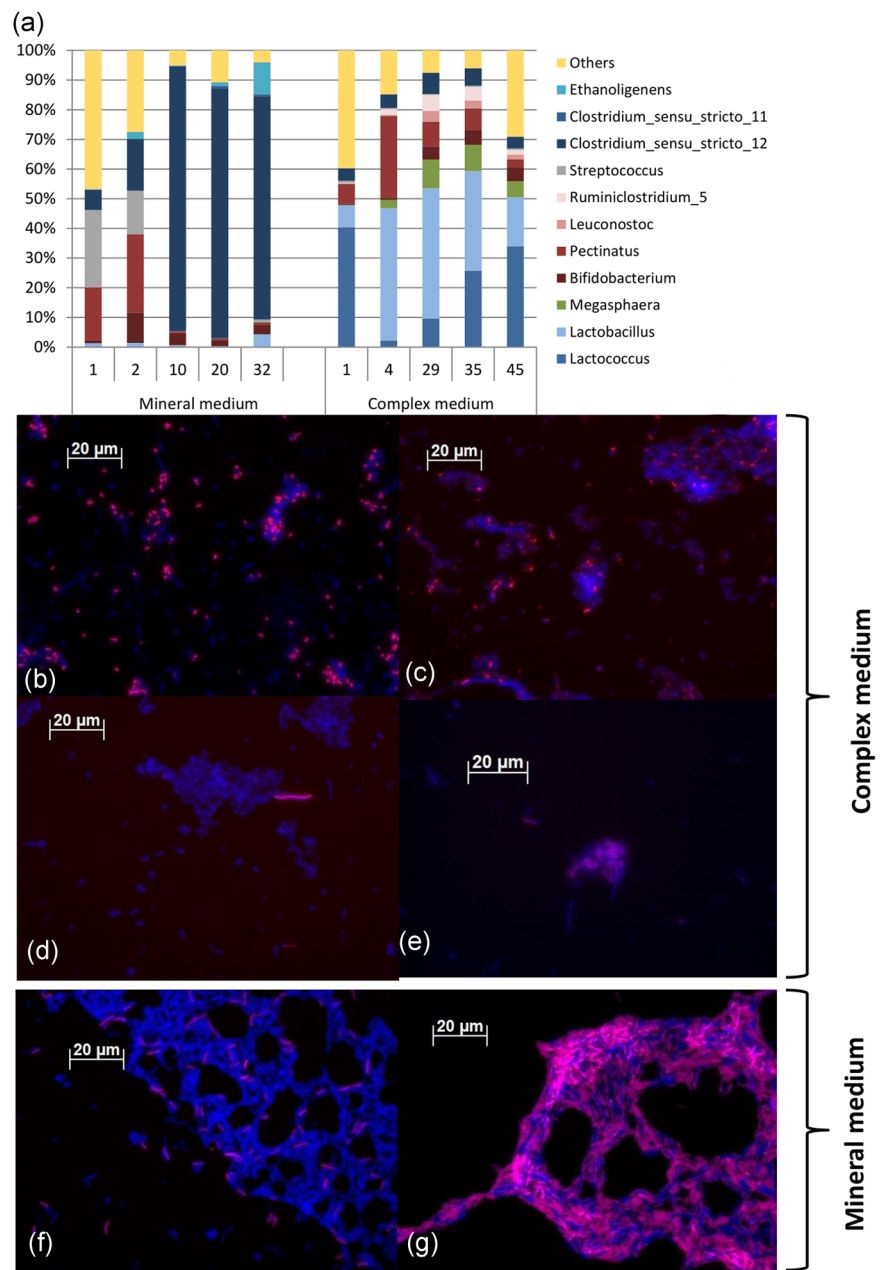 (a)
100%
90%
80%
70%
60%
50%
40%
30%
20%
10%
0%
1 2 10 20 32 1 4 29 35 45
Mineral medium Complex medium
Others
Ethanoligenens
Clostridium_sensu_stricto_11
Clostridium_sensu_stricto_12
Streptococcus
Ruminiclostridium_5
Leuconostoc
Pectinatus
Bifidobacterium
Megasphaera
Lactobacillus
Lactococcus
20 µm
(b)
20 µm
(c)
20 µm
(d)
20 µm
(e)
Complex medium
20 µm
(f)
20 µm
(g)
Mineral medium